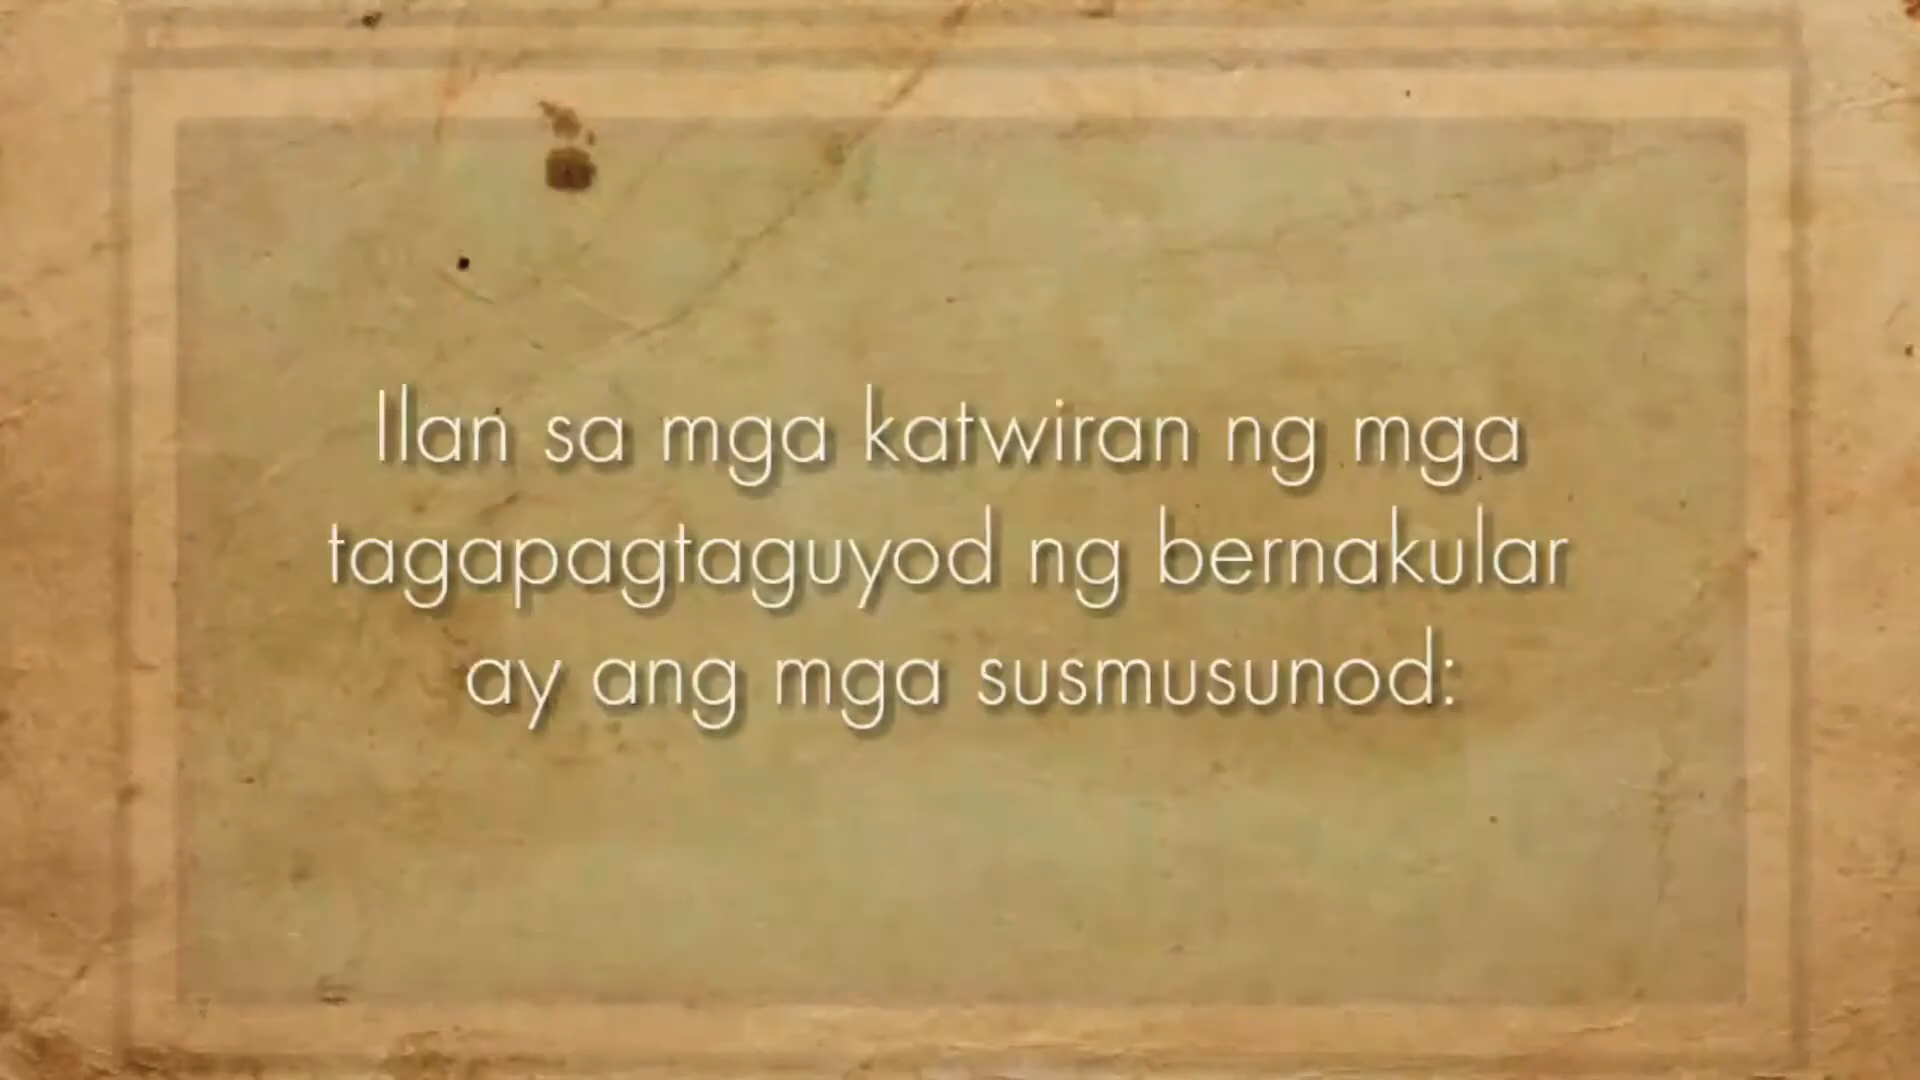 Ilan sa mga katwiran ng mga
tagapagtaguyod ng bernakular
ay ang mga susmusunod: